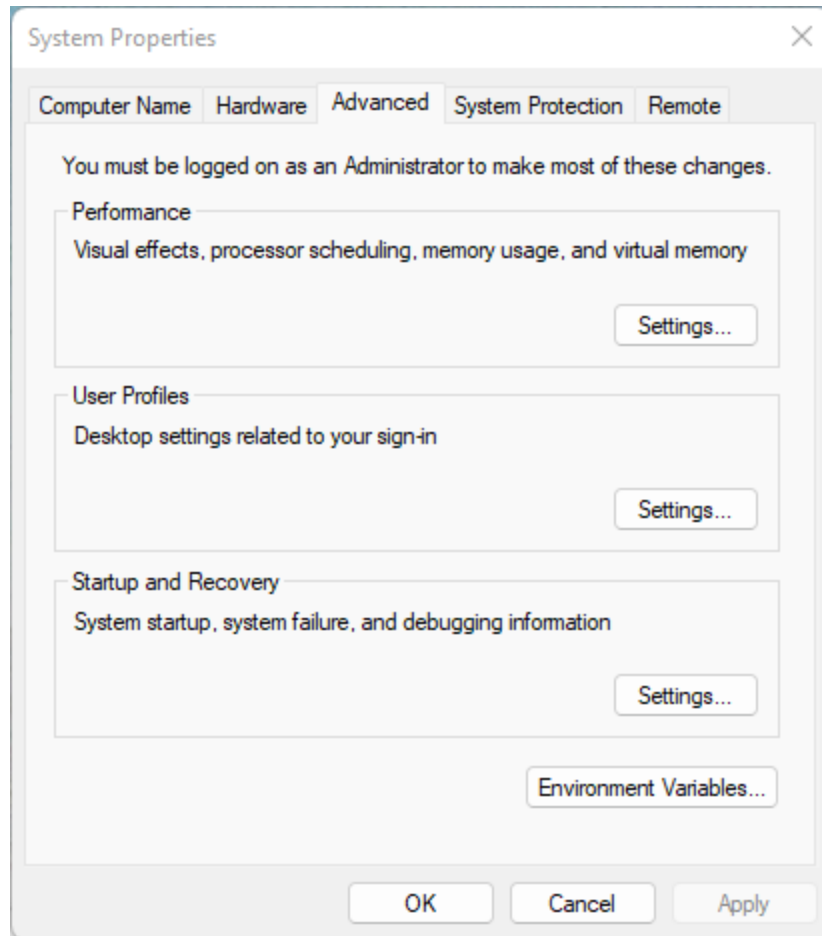 System Properties
Computer Name Hardware Advanced System Protection Remote
You must be logged on as an Administrator to make most of these changes.
Performance
Visual effects, processor scheduling, memory usage, and virtual memory
Settings...
User Profiles
Desktop settings related to your sign-in
Settings...
Startup and Recovery
System startup, system failure, and debugging information
Settings...
Environment Variables...
OK Cancel Apply